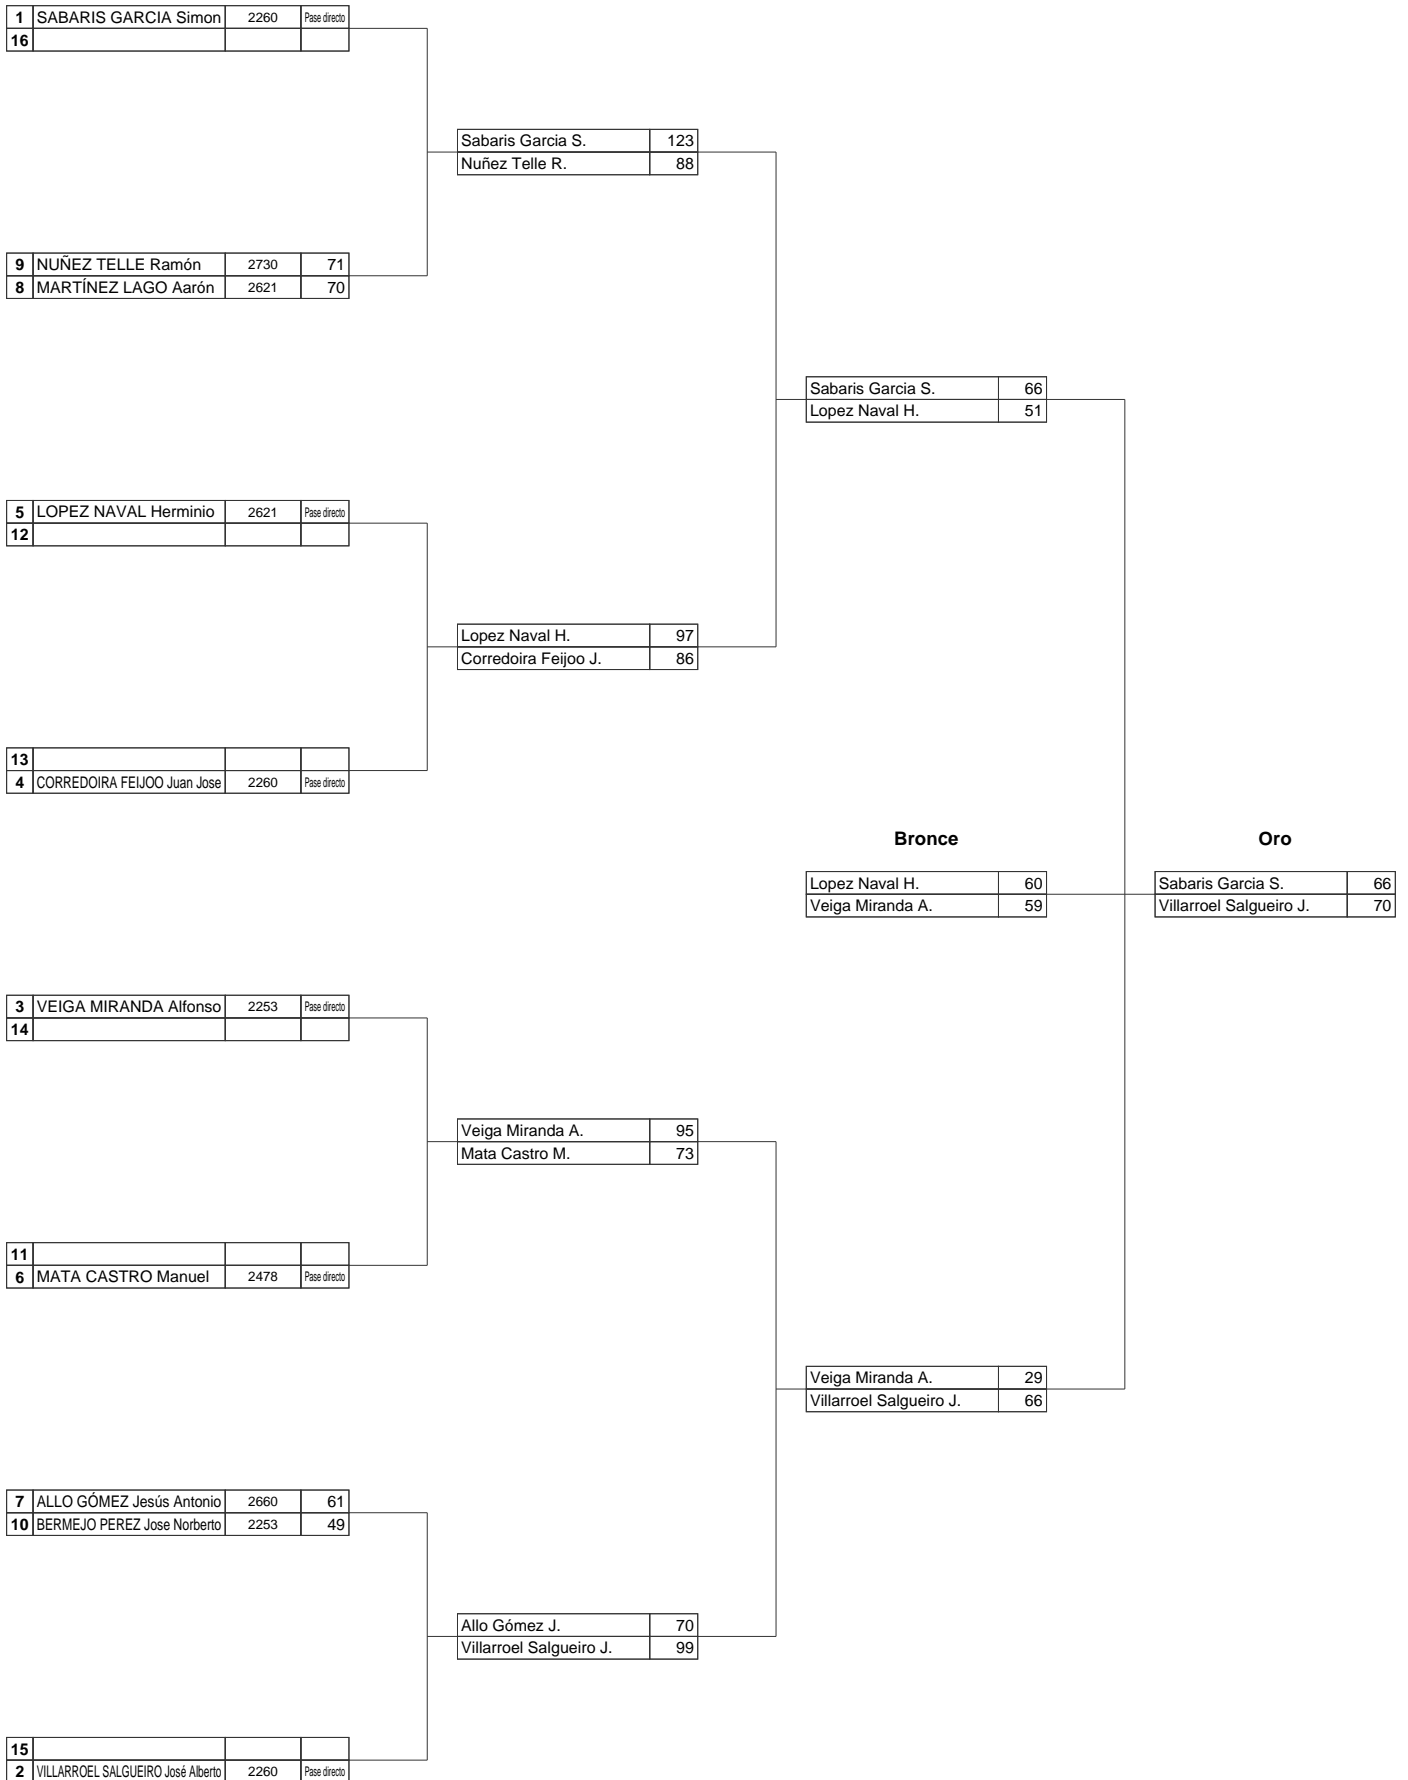 1 SABARIS GARCIA Simon 2260 Pase directo
16
Sabaris Garcia S. 123
Nuñez Telle R. 88
9 NUÑEZ TELLE Ramón 2730 71
8 MARTÍNEZ LAGO Aarón 2621 70
Sabaris Garcia S. 66
Lopez Naval H. 51
5 LOPEZ NAVAL Herminio 2621 Pase directo
12
Lopez Naval H. 97
Corredoira Feijoo J. 86
13
4 CORREDOIRA FEIJOO Juan Jose 2260 Pase directo
Bronce Oro
Lopez Naval H. 60 Sabaris Garcia S. 66
Veiga Miranda A. 59 Villarroel Salgueiro J. 70
3 VEIGA MIRANDA Alfonso 2253 Pase directo
14
Veiga Miranda A. 95
Mata Castro M. 73
11
6 MATA CASTRO Manuel 2478 Pase directo
Veiga Miranda A. 29
Villarroel Salgueiro J. 66
7 ALLO GÓMEZ Jesús Antonio 2660 61
10 BERMEJO PEREZ Jose Norberto 2253 49
Allo Gómez J. 70
Villarroel Salgueiro J. 99
15
2 VILLARROEL SALGUEIRO José Alberto 2260 Pase directo